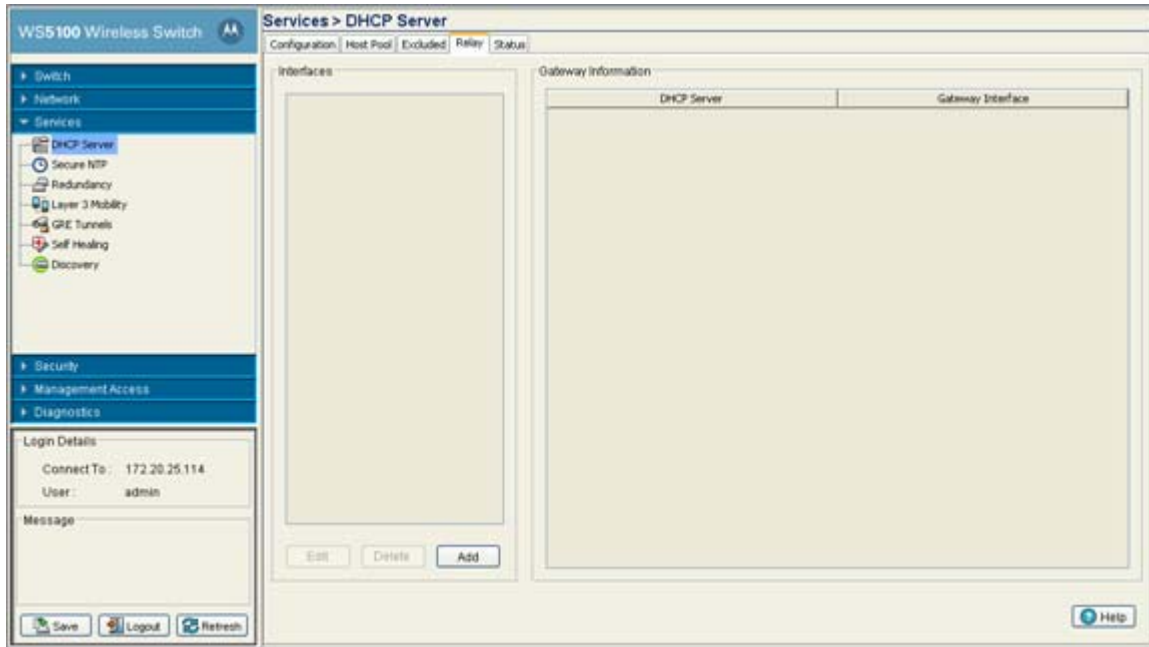 WS5100 Wireless Switch
Services > DHCP Server
Configuration Host Pool Excluded Relay Status
Switch
Network
Services
DHCP Server
Secure NTP
Redundancy
Layer 3 Mobility
GRE Tunnels
Self Healing
Discovery
Security
Management Access
Diagnostics
Login Details
Connect To : 172.20.25.114
User : admin
Message
Save Logout Refresh
Interfaces
Edit Delete Add
Gateway Information
DHCP Server Gateway Interface
Help